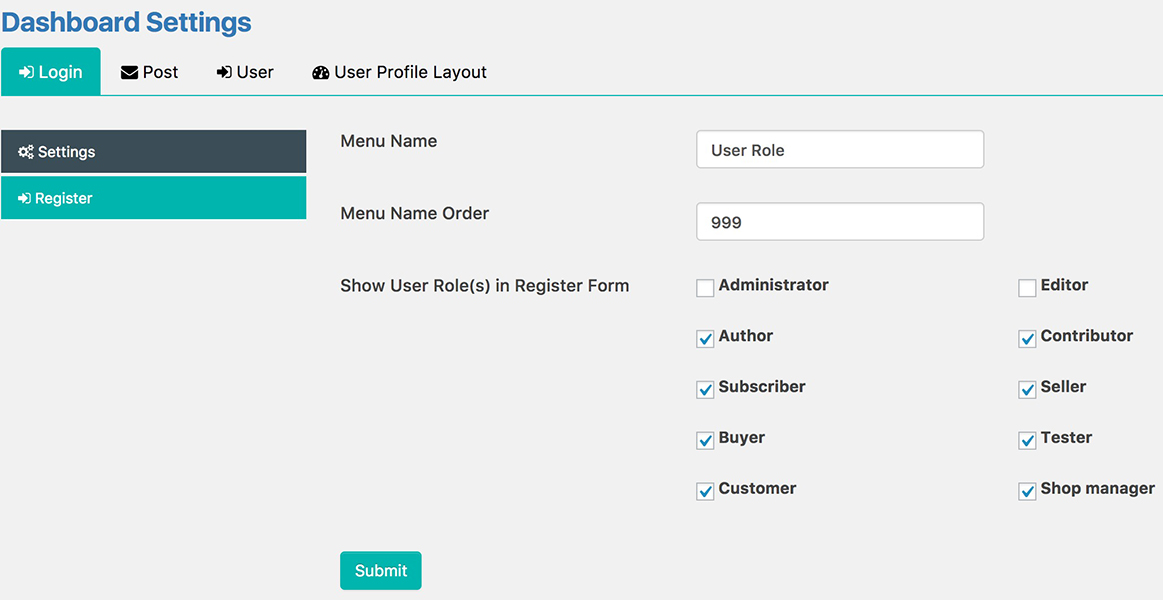 Dashboard Settings
Login Post User User Profile Layout
Settings
Register
Menu Name User Role
Menu Name Order 999
Show User Role(s) in Register Form Administrator Editor
Author Contributor
Subscriber Seller
Buyer Tester
Customer Shop manager
Submit